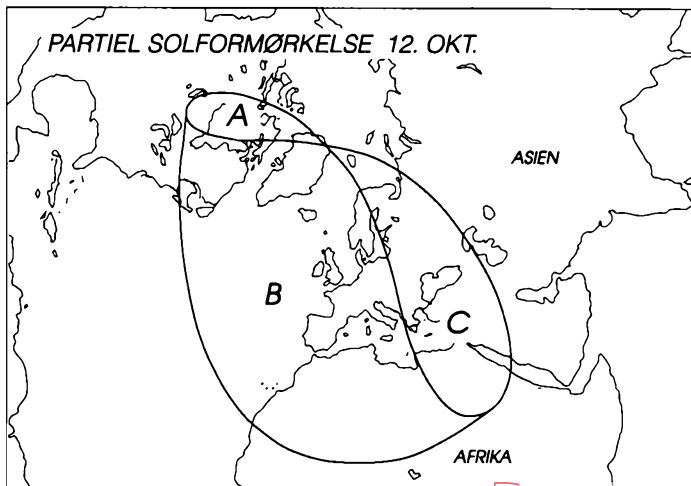 PARTIEL SOLFORMØRKELSE 12. OKT.
A
ASIEN
B
C
AFRIKA